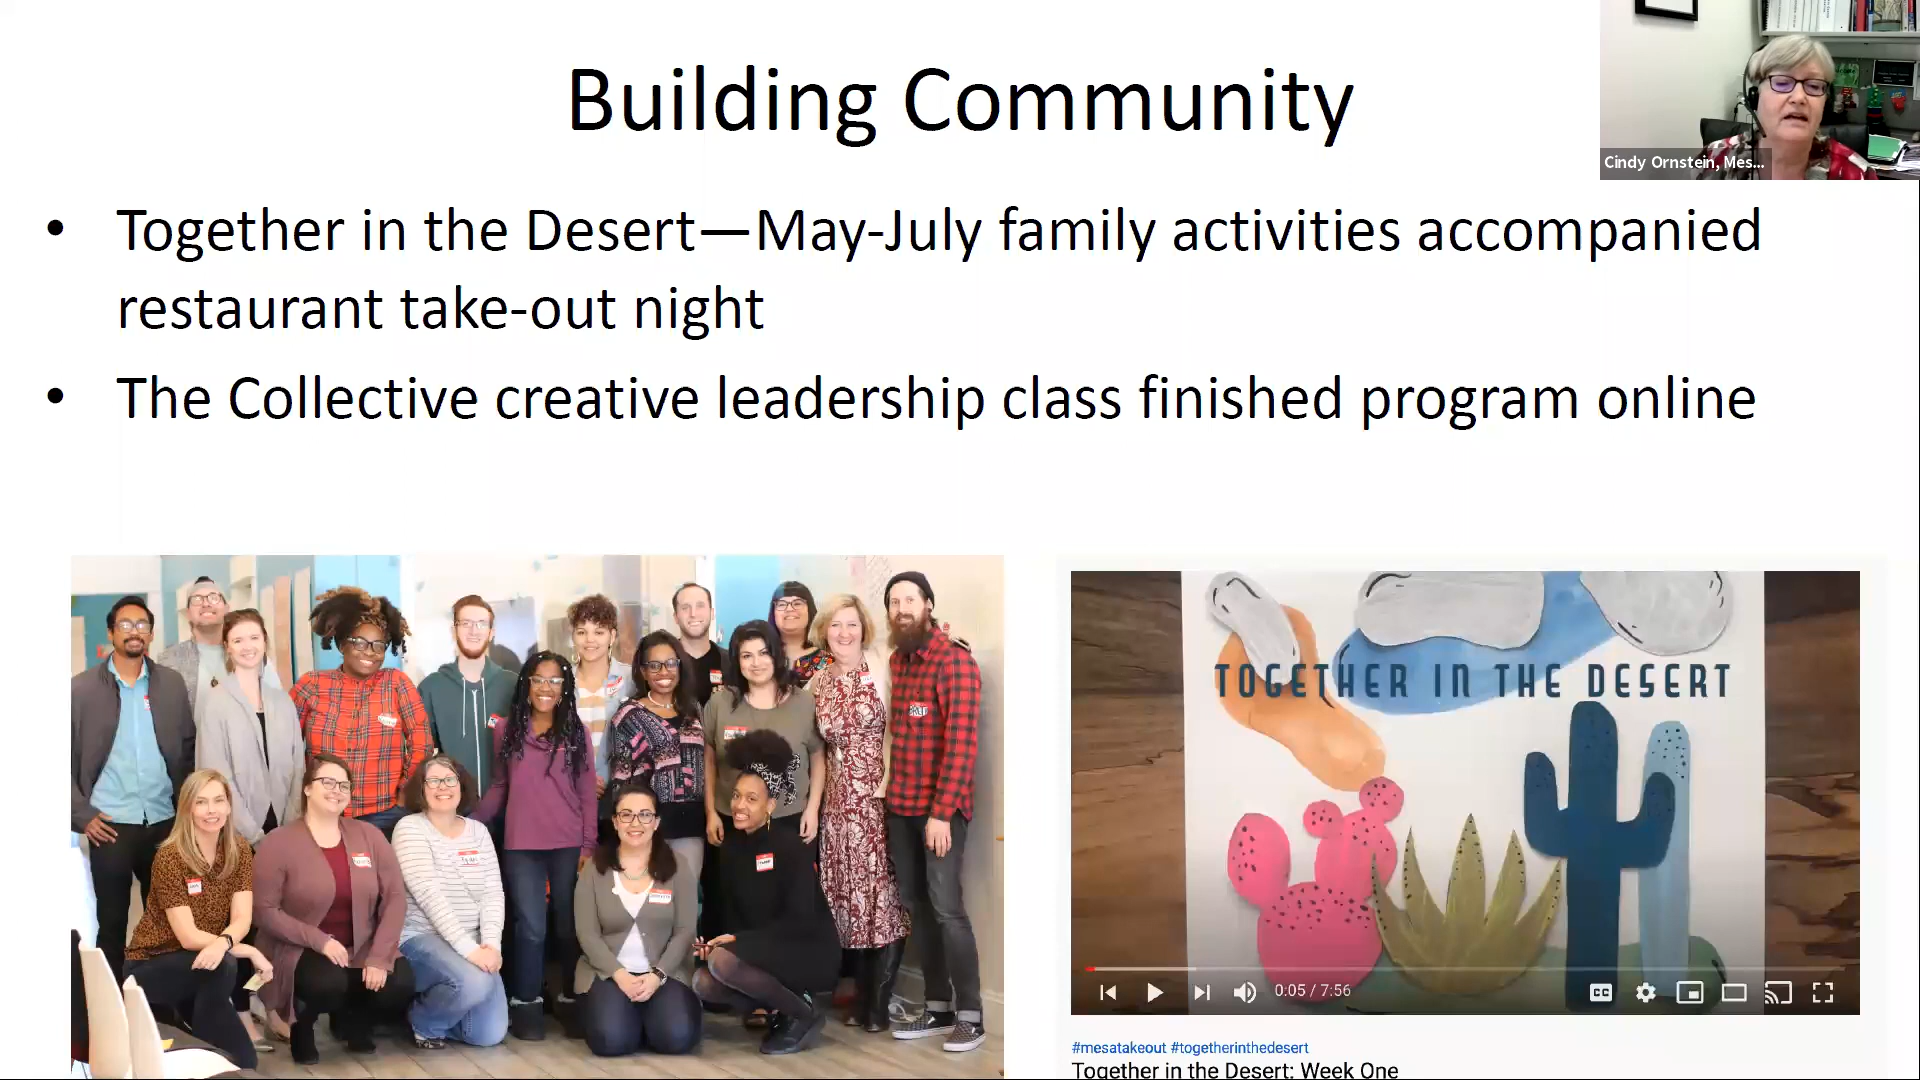 Building Community
Cindy Ornstein, Mes...
• Together in the Desert—May-July family activities accompanied
restaurant take-out night
• The Collective creative leadership class finished program online
TOGETHER IN THE DESERT
0:05 / 7:56
CC
#mesatakeout #togetherinthedesert
Together in the Desert: Week One